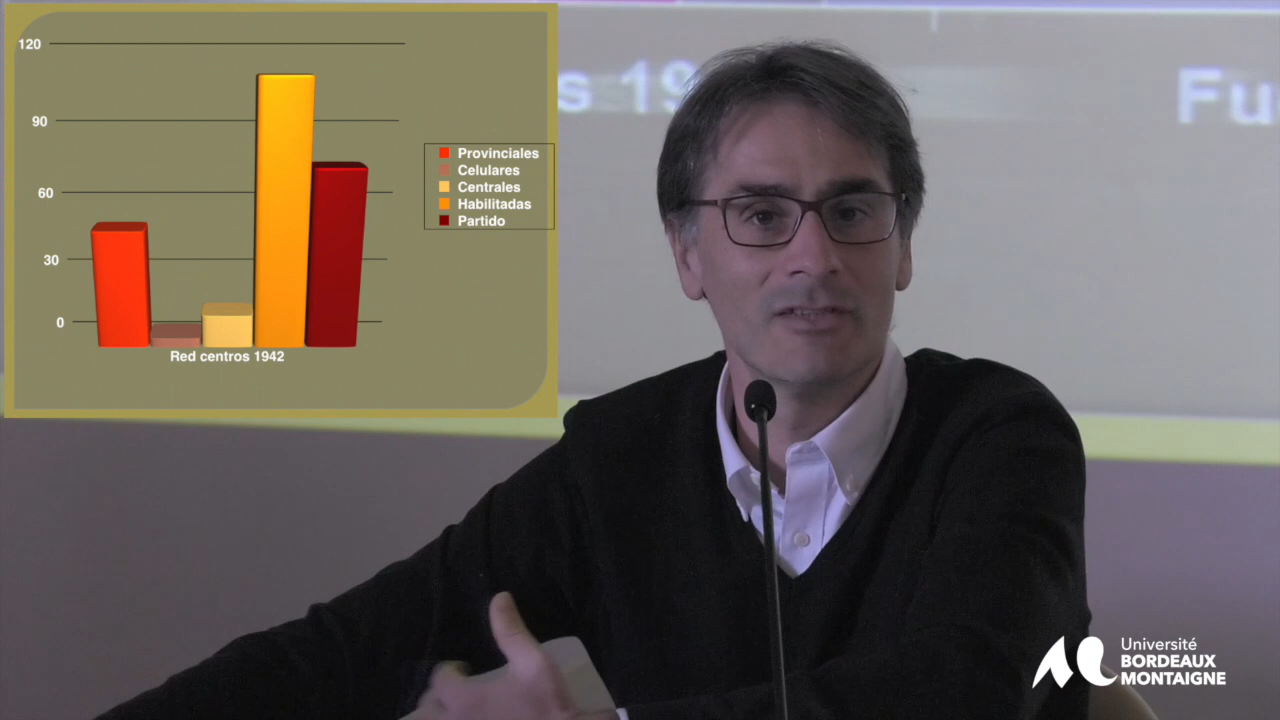 120
90
60
30
0
Red centros 1942
Provinciales
Celulares
Centrales
Habilitadas
Partido
Université
BORDEAUX
MONTAIGNE